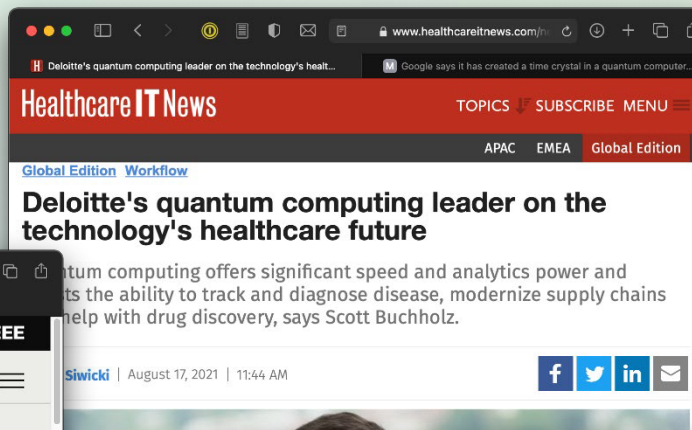 www.healthcareitnews.com/n
H Deloitte's quantum computing leader on the technology's healt...
M Google says it has created a time crystal in a quantum computer...
Healthcare IT News
TOPICS SUBSCRIBE MENU
APAC EMEA Global Edition
Global Edition Workflow
Deloitte's quantum computing leader on the
technology's healthcare future
ntum computing offers significant speed and analytics power and
ts the ability to track and diagnose disease, modernize supply chains
help with drug discovery, says Scott Buchholz.
EEE
Siwicki | August 17, 2021 | 11:44 AM
f in